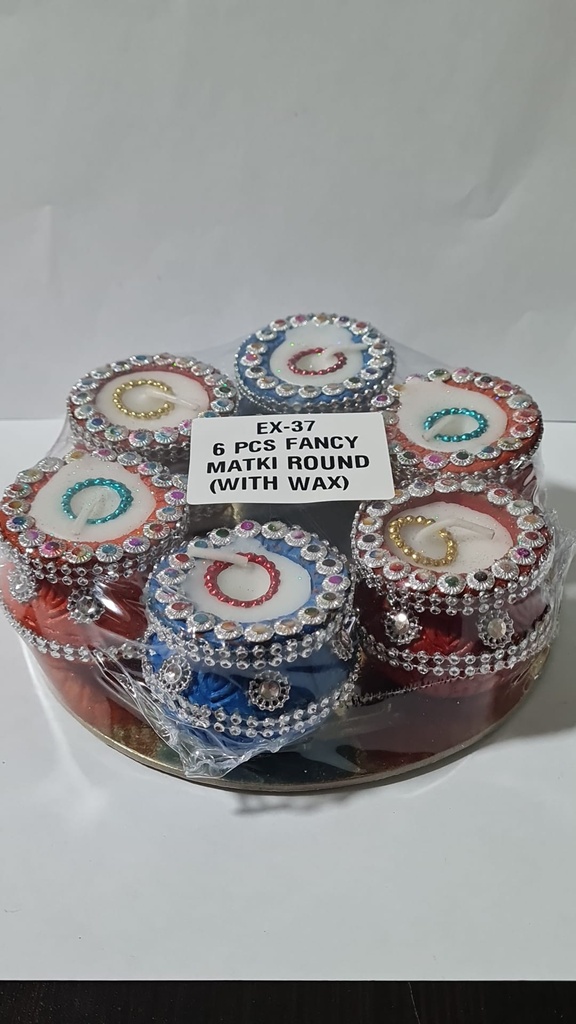 EX-37
6 PCS FANCY
MATKI ROUND
(WITH WAX)